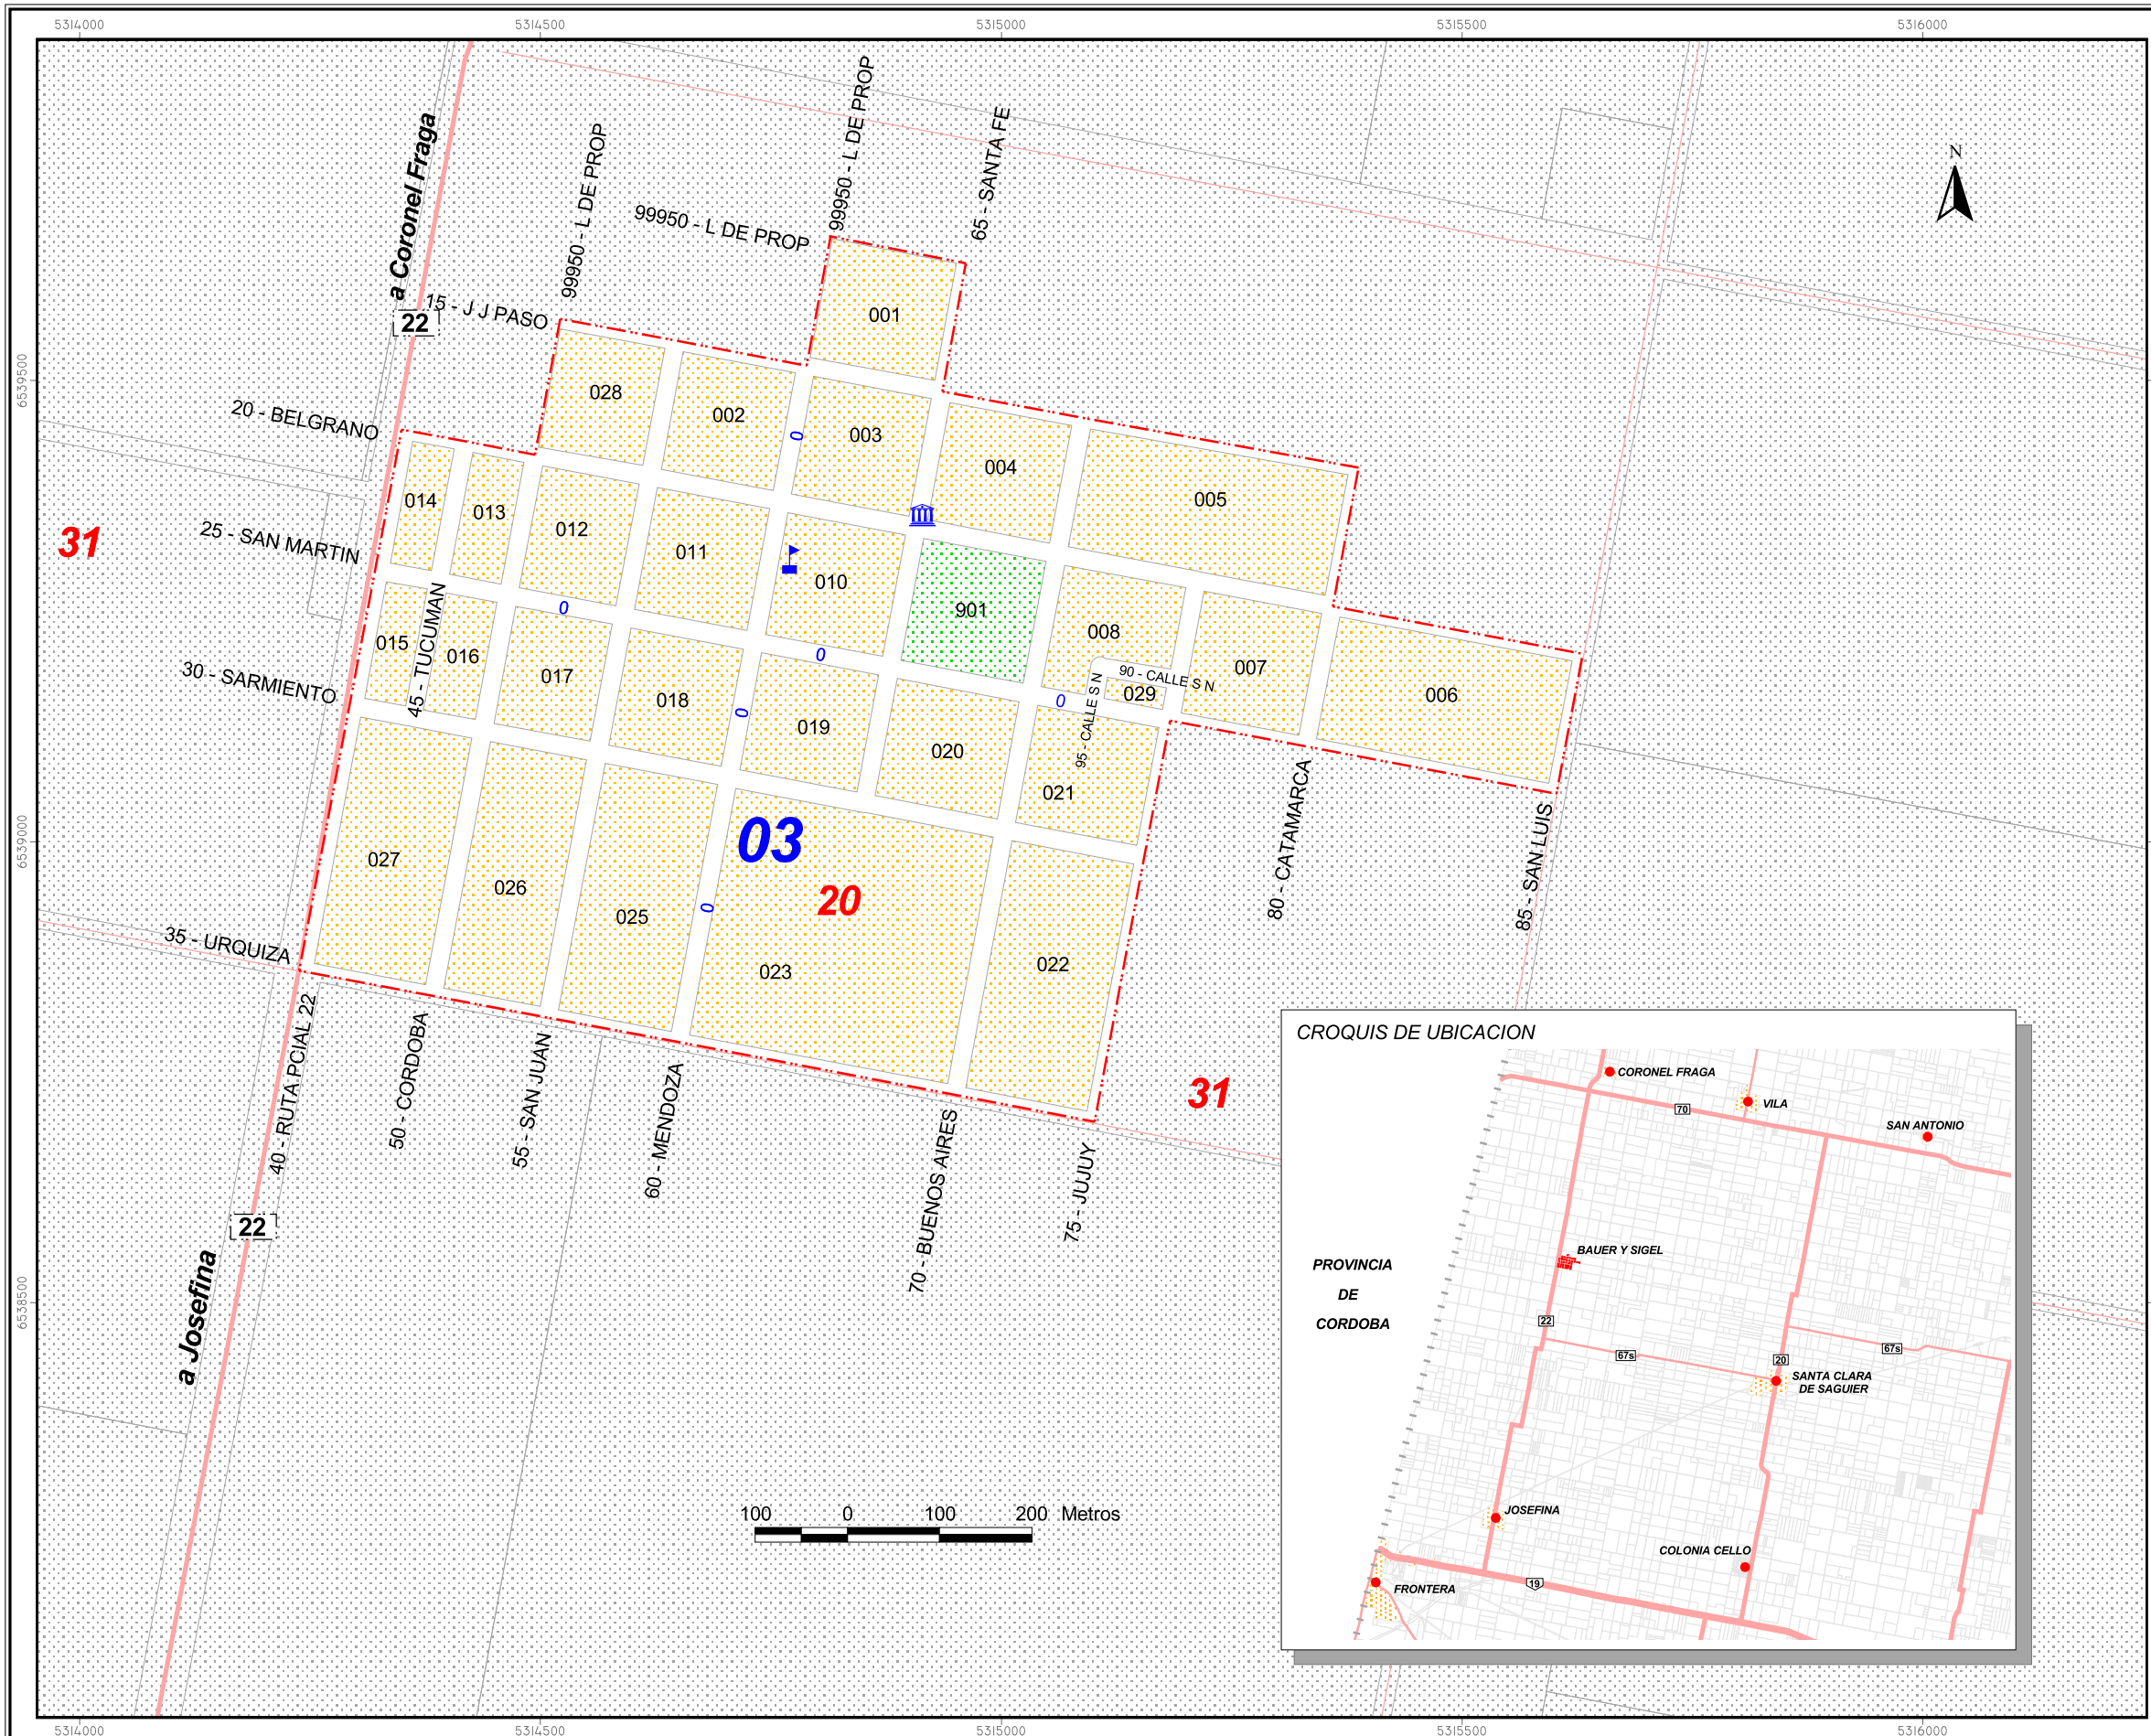 5314000
5314500
5315000
5315500
5316000
6539500
6539000
6538500
a Coronel Fraga
99950 - L DE PROP
99950 - L DE PROP
99950 - L DE PROP
65 - SANTA FE
N
15 - J J PASO
22
20 - BELGRANO
25 - SAN MARTIN
31
30 - SARMIENTO
45 - TUCUMAN
35 - URQUIZA
001
028
002
0
003
004
005
014
013
012
011
010
901
0
0
008
007
006
90 - CALLE S N
029
95 - CALLE S N
0
015
016
017
018
0
019
020
021
03
20
027
026
025
0
023
022
80 - CATAMARCA
85 - SAN LUIS
40 - RUTA PCIAL 22
50 - CORDOBA
55 - SAN JUAN
60 - MENDOZA
70 - BUENOS AIRES
75 - JUJUY
31
22
a Josefina
100 0 100 200 Metros
CROQUIS DE UBICACION
CORONEL FRAGA
70
VILA
SAN ANTONIO
BAUER Y SIGEL
PROVINCIA
DE
CORDOBA
22
67s
20
67s
SANTA CLARA
DE SAGUIER
JOSEFINA
COLONIA CELLO
FRONTERA
19
5314000
5314500
5315000
5315500
5316000